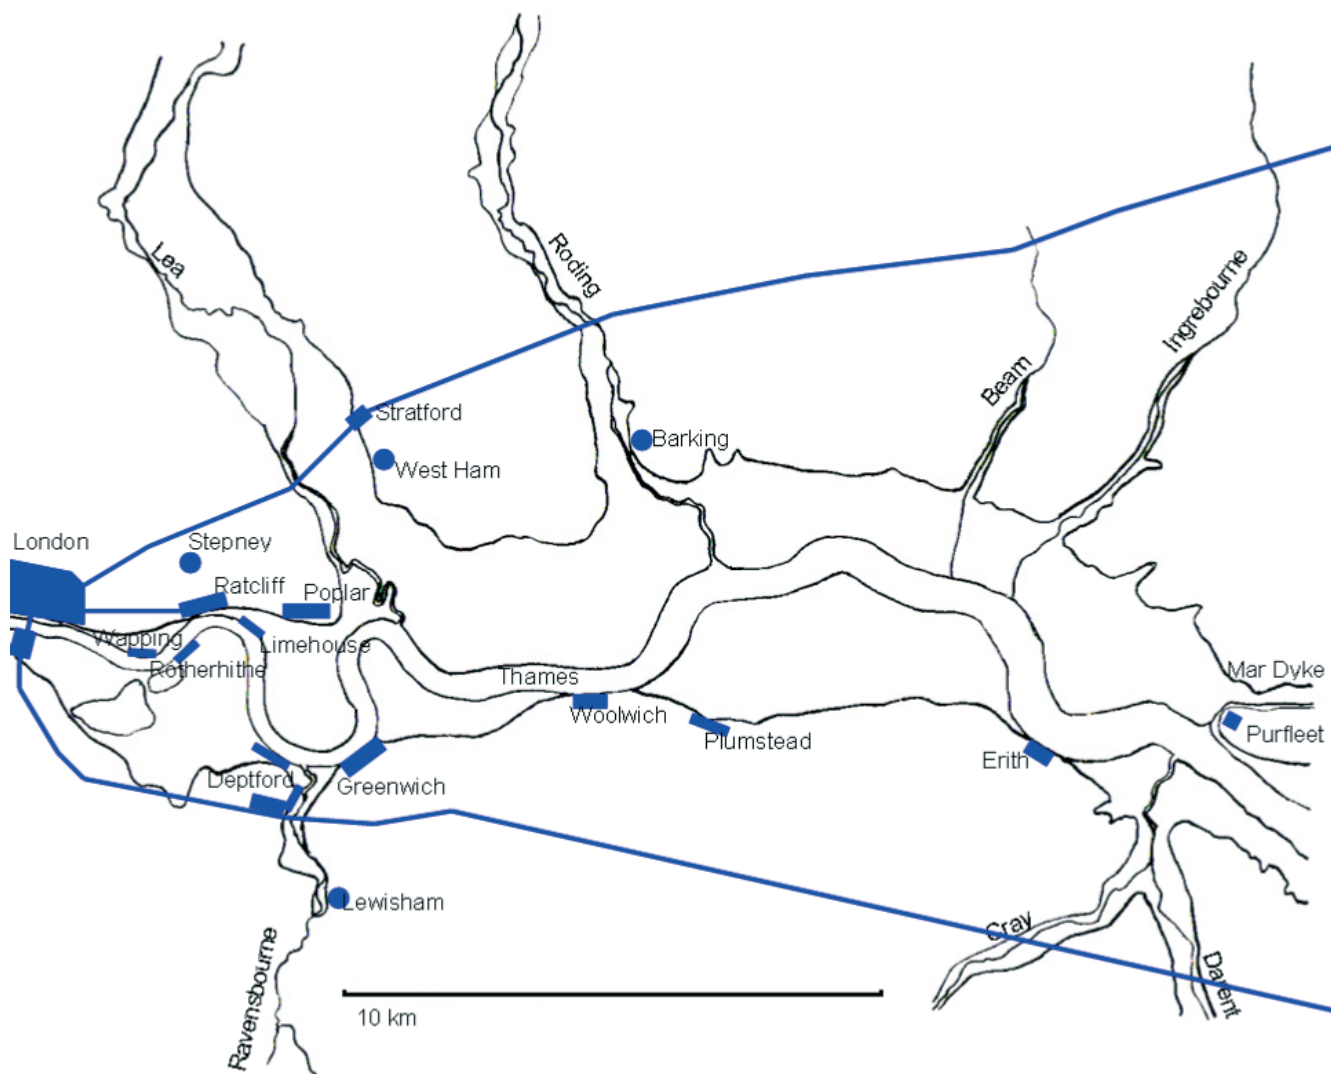 Lea
Roding
Ingrebourne
Beam
Stratford
Barking
West Ham
London
Stepney
Ratcliff
Poplar
Wapping
Limehouse
Rotherhithe
Thames
Mar Dyke
Woolwich
Plumstead
Purfleet
Erith
Deptford
Greenwich
Lewisham
Cray
Darent
Ravensbourne
10 km